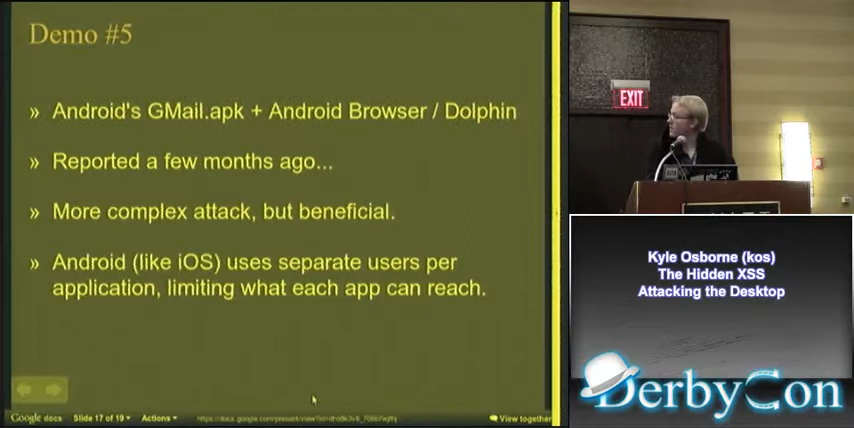 Demo #5
» Android's GMail.apk + Android Browser / Dolphin
» Reported a few months ago...
» More complex attack, but beneficial.
» Android (like iOS) uses separate users per
application, limiting what each app can reach.
Google docs Slide 17 of 19 Actions View together
EXIT
Kyle Osborne (kos)
The Hidden XSS
Attacking the Desktop
DerbyCon